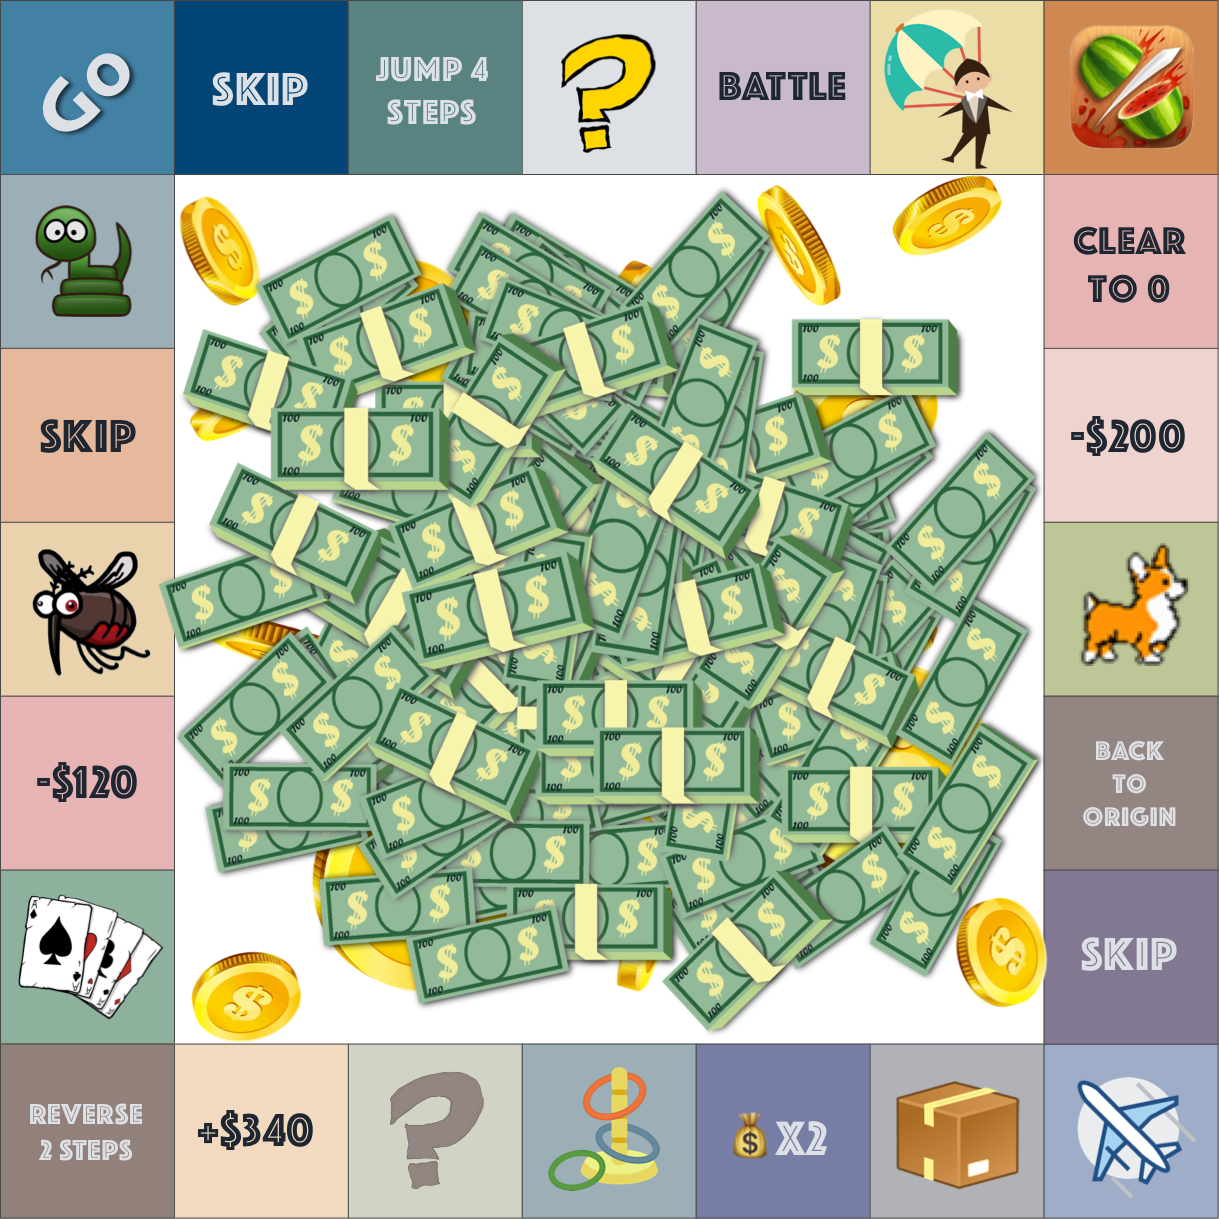 GO
SKIP
JUMP 4
STEPS
?
BATTLE
CLEAR
TO 0
SKIP
-$200
-$120
BACK
TO
ORIGIN
SKIP
REVERSE
2 STEPS
+$340
?
$ X2